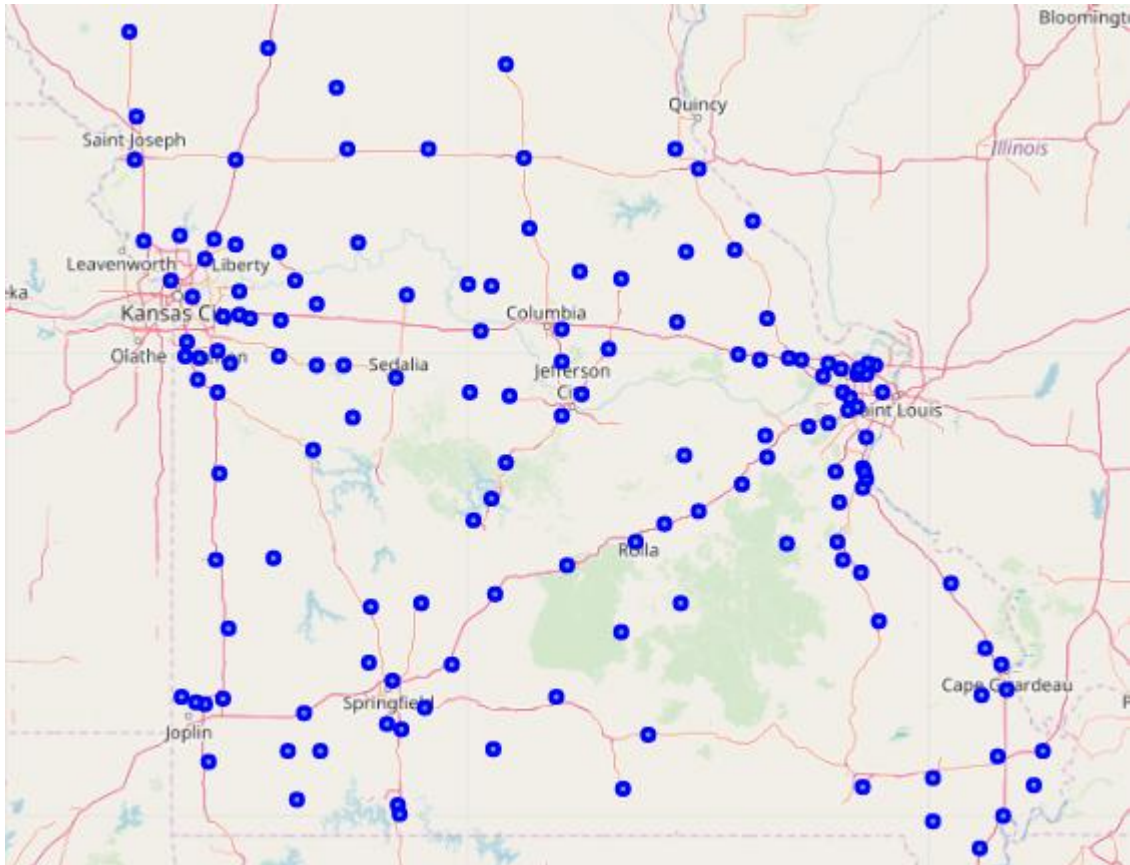 Bloomingto
Quincy
Saint Joseph
Illinois
Leavenworth
Liberty
eka
Kansas Ci
Columbia
Olathe
Sedalia
Jefferson
Ci
aint Louis
Rolla
Cape Girardeau
Springfield
Joplin